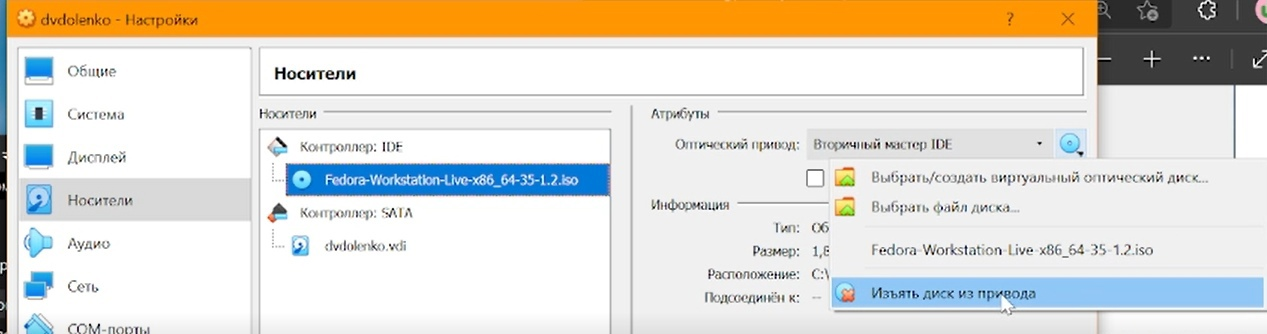 dvdolenko - Настройки
Общие
Система
Дисплей
Носители
Аудио
Сеть
COM-порты
Носители
Носители
Контроллер: IDE
Fedora-Workstation-Live-x86_64-35-1.2.iso
Контроллер: SATA
dvdolenko.vdi
Атрибуты
Оптический привод: Вторичный мастер IDE
Информация
Тип: Об
Размер: 1,8
Расположение: C:\
Подсоединён к: --
Выбрать/создать виртуальный оптический диск...
Выбрать файл диска...
Fedora-Workstation-Live-x86_64-35-1.2.iso
Изъять диск из привода